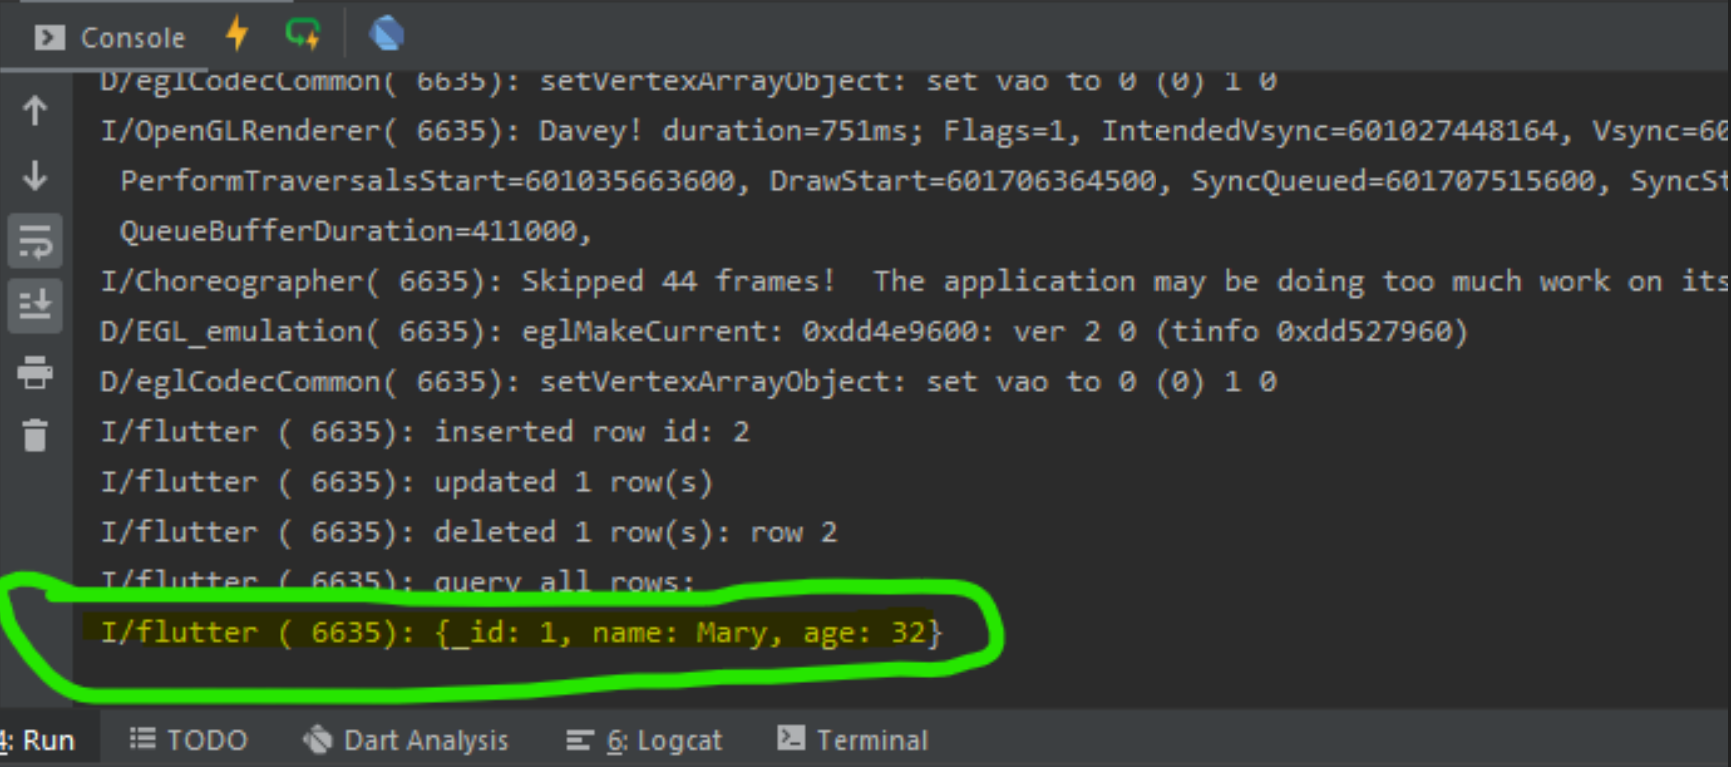 Console
D/eglCodecCommon( 6635): setVertexArrayObject: set vao to 0 (0) 1 0
I/OpenGLRenderer( 6635): Davey! duration=751ms; Flags=1, IntendedVsync=601027448164, Vsync=60
PerformTraversalsStart=601035663600, DrawStart=601706364500, SyncQueued=601707515600, SyncSt
QueueBufferDuration=411000,
I/Choreographer( 6635): Skipped 44 frames!  The application may be doing too much work on its
D/EGL_emulation( 6635): eglMakeCurrent: 0xdd4e9600: ver 2 0 (tinfo 0xdd527960)
D/eglCodecCommon( 6635): setVertexArrayObject: set vao to 0 (0) 1 0
I/flutter ( 6635): inserted row id: 2
I/flutter ( 6635): updated 1 row(s)
I/flutter ( 6635): deleted 1 row(s): row 2
I/flutter ( 6635): query all rows:
I/flutter ( 6635): {_id: 1, name: Mary, age: 32}
4: Run TODO Dart Analysis 6: Logcat Terminal